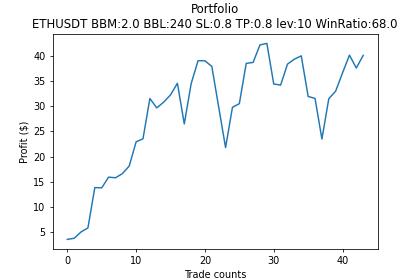 Portfolio
ETHUSDT BBM:2.0 BBL:240 SL:0.8 TP:0.8 lev:10 WinRatio:68.0
Profit ($)
40
35
30
25
20
15
10
5
0 10 20 30 40
Trade counts